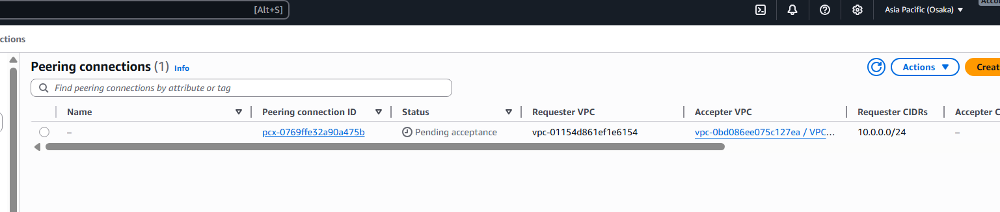 [Alt+S] Asia Pacific (Osaka)
ctions
Peering connections (1) Info Actions Creat
Find peering connections by attribute or tag
Name Peering connection ID Status Requester VPC Accepter VPC Requester CIDRs Accepter C
– pcx-0769ffe32a90a475b Pending acceptance vpc-01154d861ef1e6154 vpc-0bd086ee075c127ea / VPC... 10.0.0.0/24 –